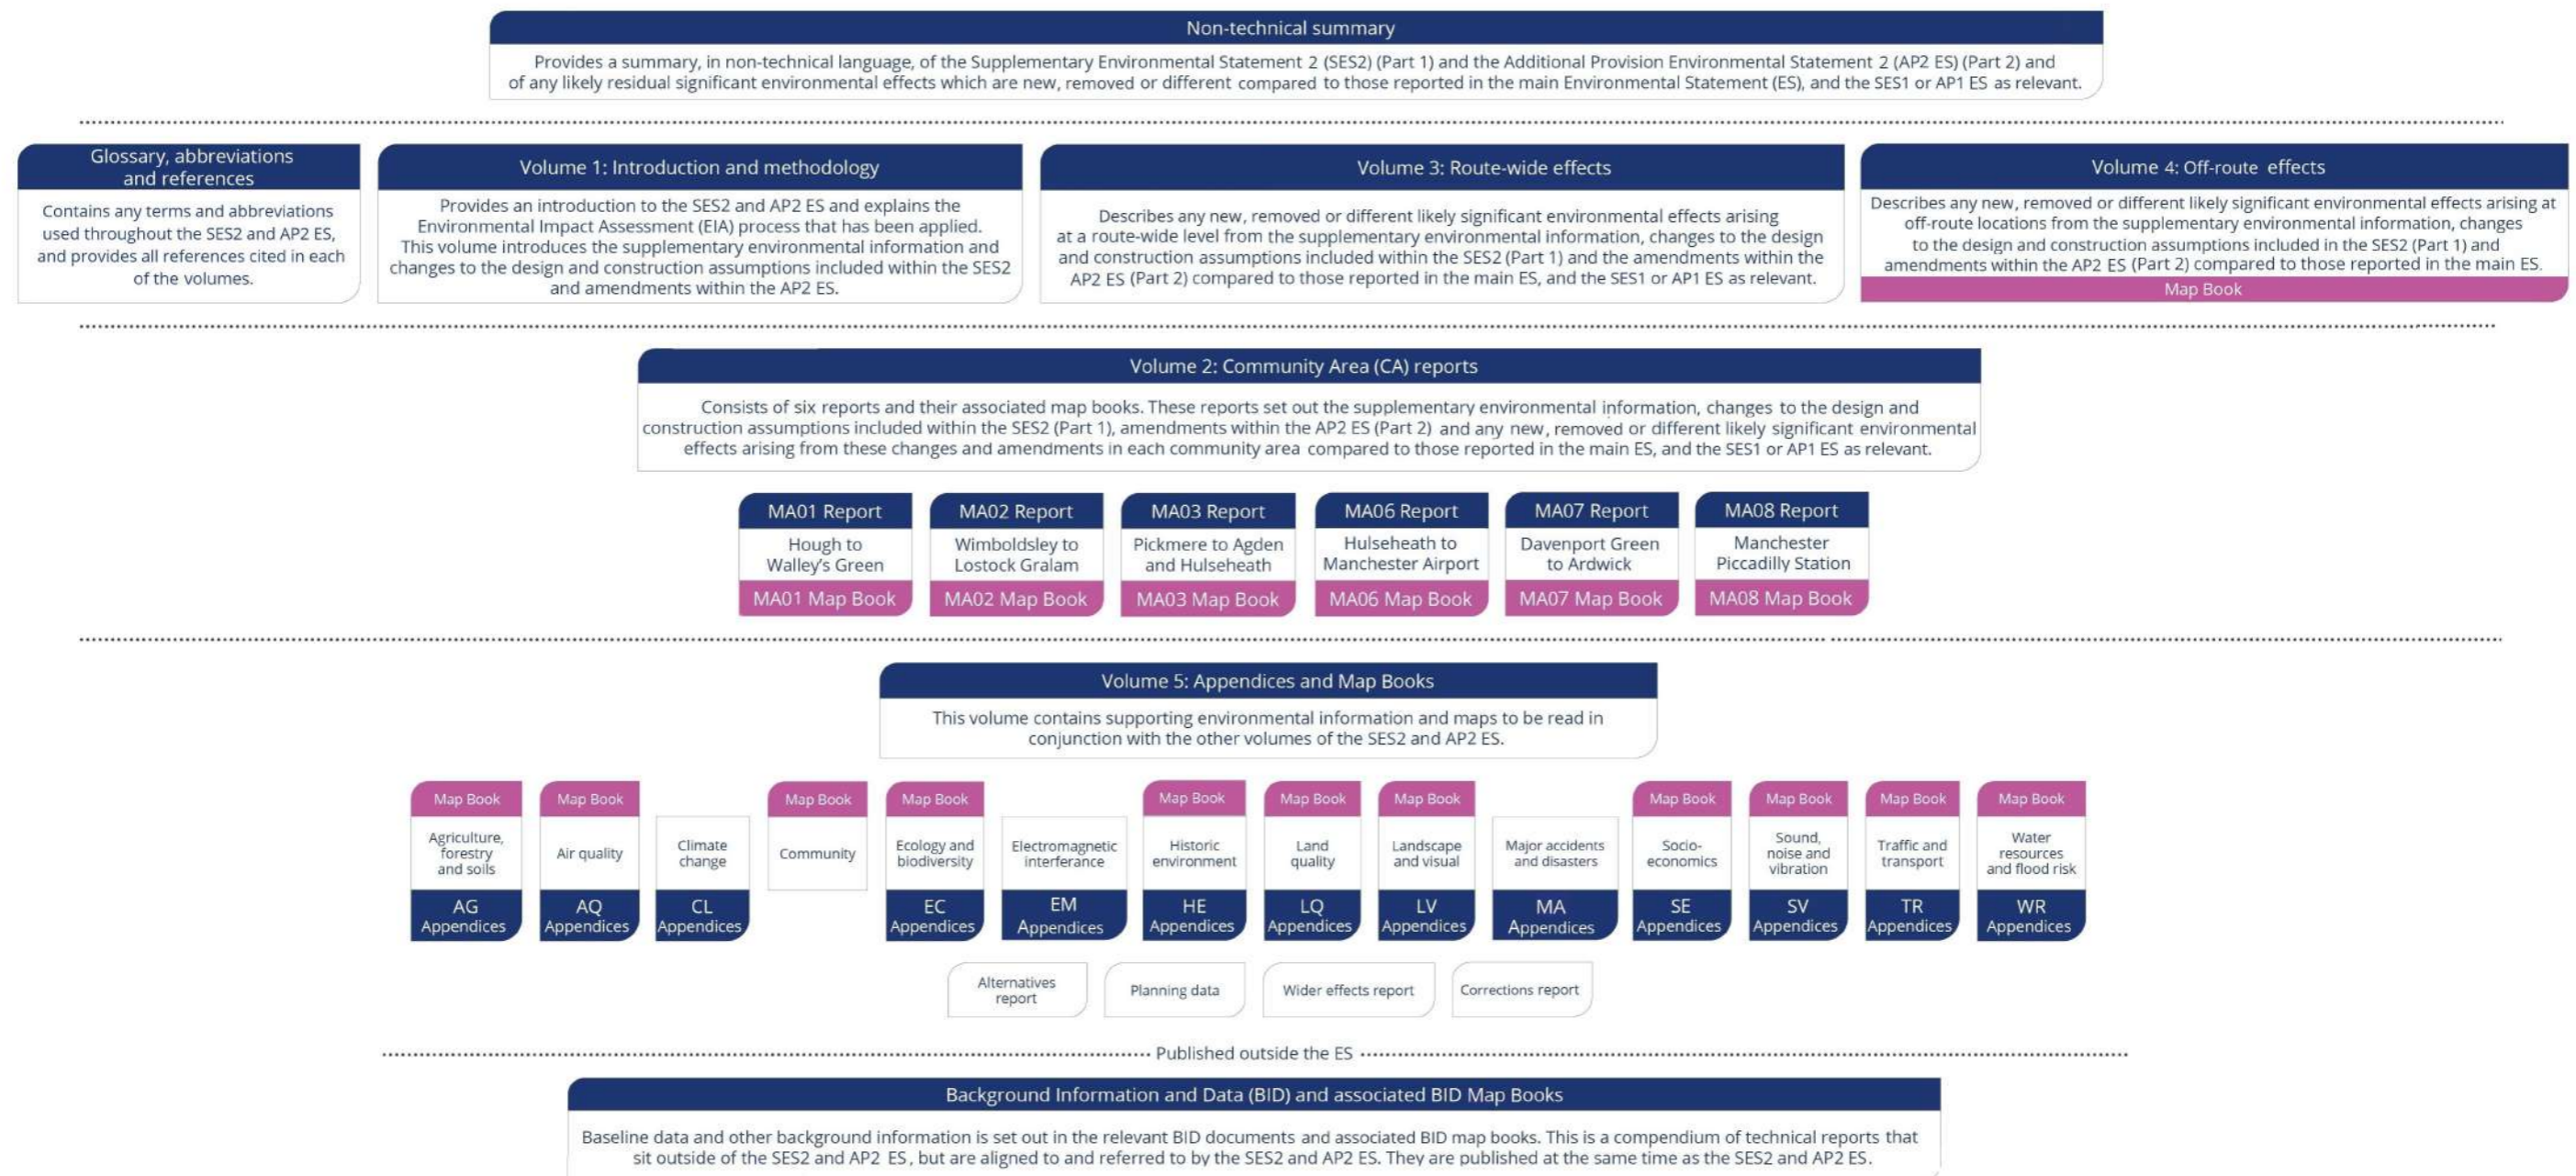 Non-technical summary
Provides a summary, in non-technical language, of the Supplementary Environmental Statement 2 (SES2) (Part 1) and the Additional Provision Environmental Statement 2 (AP2 ES) (Part 2) and
of any likely residual significant environmental effects which are new, removed or different compared to those reported in the main Environmental Statement (ES), and the SES1 or AP1 ES as relevant.
Glossary, abbreviations
and references
Contains any terms and abbreviations
used throughout the SES2 and AP2 ES,
and provides all references cited in each
of the volumes.
Volume 1: Introduction and methodology
Provides an introduction to the SES2 and AP2 ES and explains the
Environmental Impact Assessment (EIA) process that has been applied.
This volume introduces the supplementary environmental information and
changes to the design and construction assumptions included within the SES2
and amendments within the AP2 ES.
Volume 3: Route-wide effects
Describes any new, removed or different likely significant environmental effects arising
at a route-wide level from the supplementary environmental information, changes to the design
and construction assumptions included within the SES2 (Part 1) and the amendments within the
AP2 ES (Part 2) compared to those reported in the main ES, and the SES1 or AP1 ES as relevant.
Volume 4: Off-route effects
Describes any new, removed or different likely significant environmental effects arising at
off-route locations from the supplementary environmental information, changes
to the design and construction assumptions included in the SES2 (Part 1) and
amendments within the AP2 ES (Part 2) compared to those reported in the main ES.
Map Book
Volume 2: Community Area (CA) reports
Consists of six reports and their associated map books. These reports set out the supplementary environmental information, changes to the design and
construction assumptions included within the SES2 (Part 1), amendments within the AP2 ES (Part 2) and any new, removed or different likely significant environmental
effects arising from these changes and amendments in each community area compared to those reported in the main ES, and the SES1 or AP1 ES as relevant.
MA01 Report
Hough to
Walley's Green
MA01 Map Book
MA02 Report
Wimboldsley to
Lostock Gralam
MA02 Map Book
MA03 Report
Pickmere to Agden
and Hulseheath
MA03 Map Book
MA06 Report
Hulseheath to
Manchester Airport
MA06 Map Book
MA07 Report
Davenport Green
to Ardwick
MA07 Map Book
MA08 Report
Manchester
Piccadilly Station
MA08 Map Book
Volume 5: Appendices and Map Books
This volume contains supporting environmental information and maps to be read in
conjunction with the other volumes of the SES2 and AP2 ES.
Map Book
Agriculture,
forestry
and soils
AG
Appendices
Map Book
Air quality
AQ
Appendices
Climate
change
CL
Appendices
Map Book
Community
Map Book
Ecology and
biodiversity
EC
Appendices
Electromagnetic
interferance
EM
Appendices
Map Book
Historic
environment
HE
Appendices
Map Book
Land
quality
LQ
Appendices
Map Book
Landscape
and visual
LV
Appendices
Major accidents
and disasters
MA
Appendices
Map Book
Socio-
economics
SE
Appendices
Map Book
Sound,
noise and
vibration
SV
Appendices
Map Book
Traffic and
transport
TR
Appendices
Map Book
Water
resources
and flood risk
WR
Appendices
Alternatives
report
Planning data
Wider effects report
Corrections report
Published outside the ES
Background Information and Data (BID) and associated BID Map Books
Baseline data and other background information is set out in the relevant BID documents and associated BID map books. This is a compendium of technical reports that
sit outside of the SES2 and AP2 ES, but are aligned to and referred to by the SES2 and AP2 ES. They are published at the same time as the SES2 and AP2 ES.